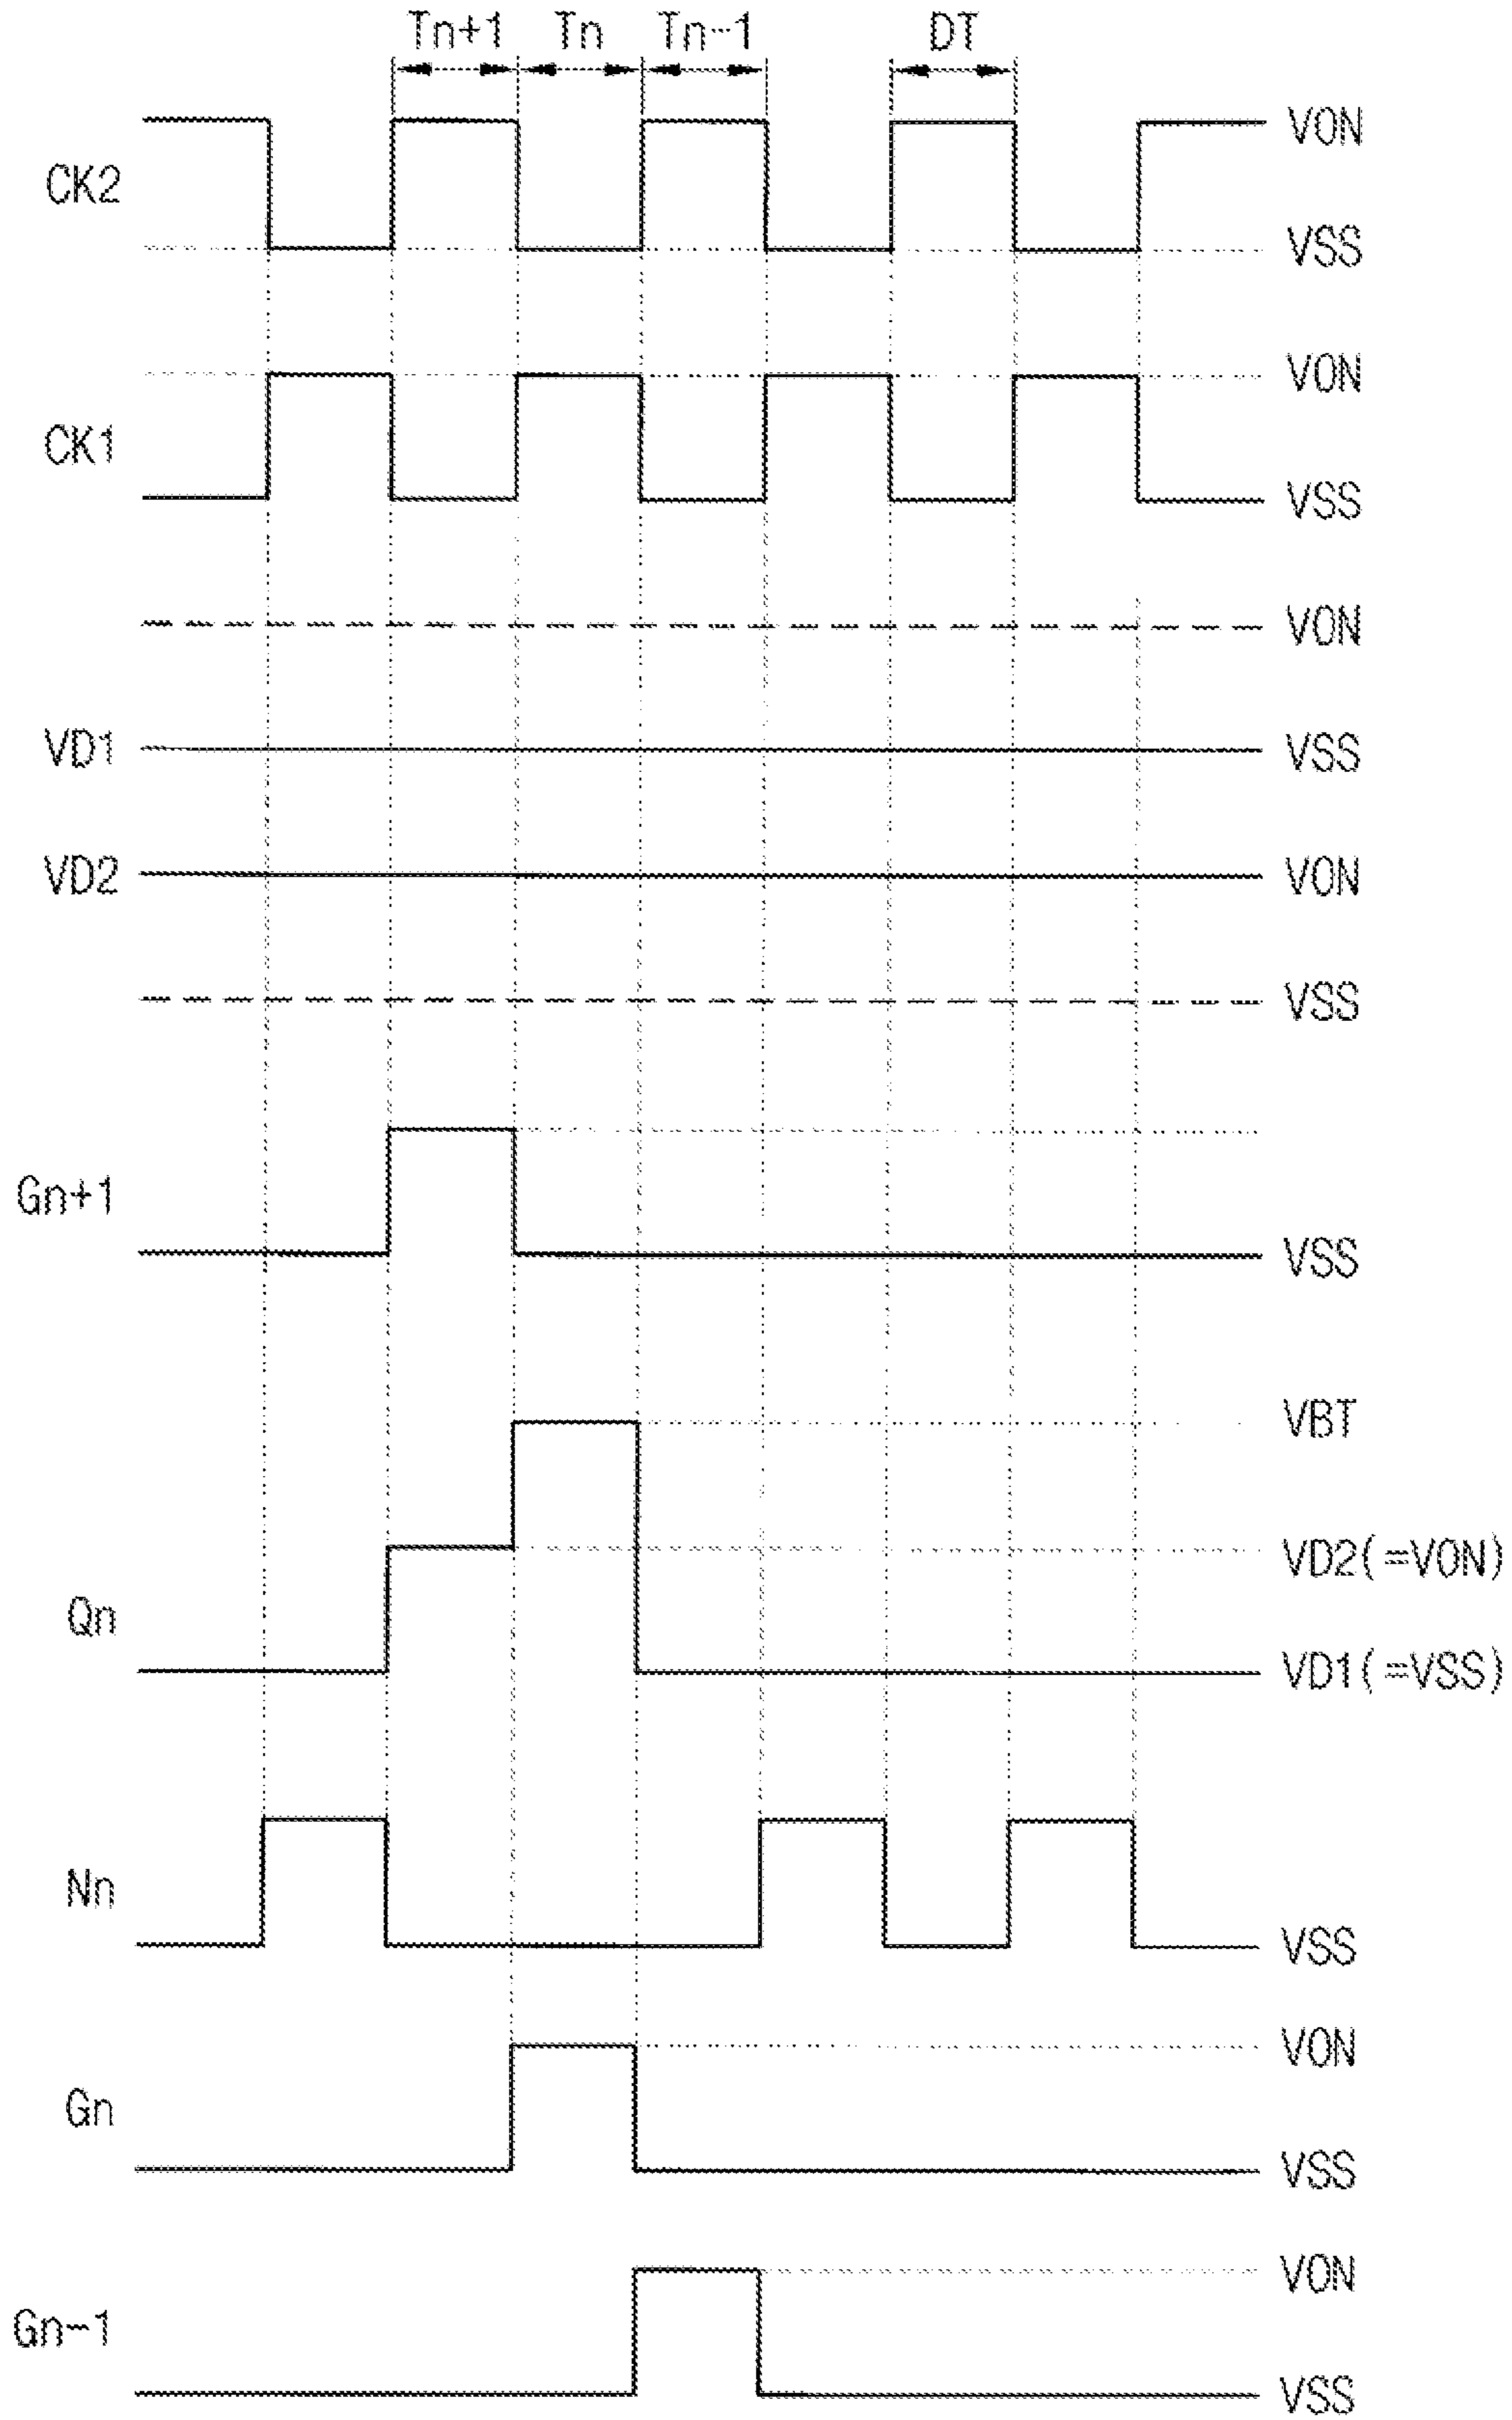 Tn+1 Tn Tn-1 DT
CK2 VON
VSS
VON
CK1
VSS
VON
VD1 VSS
VD2 VON
VSS
Gn+1
VSS
VBT
VD2(=VON)
Qn
VD1(=VSS)
Nn
VSS
VON
Gn
VSS
VON
Gn-1
VSS